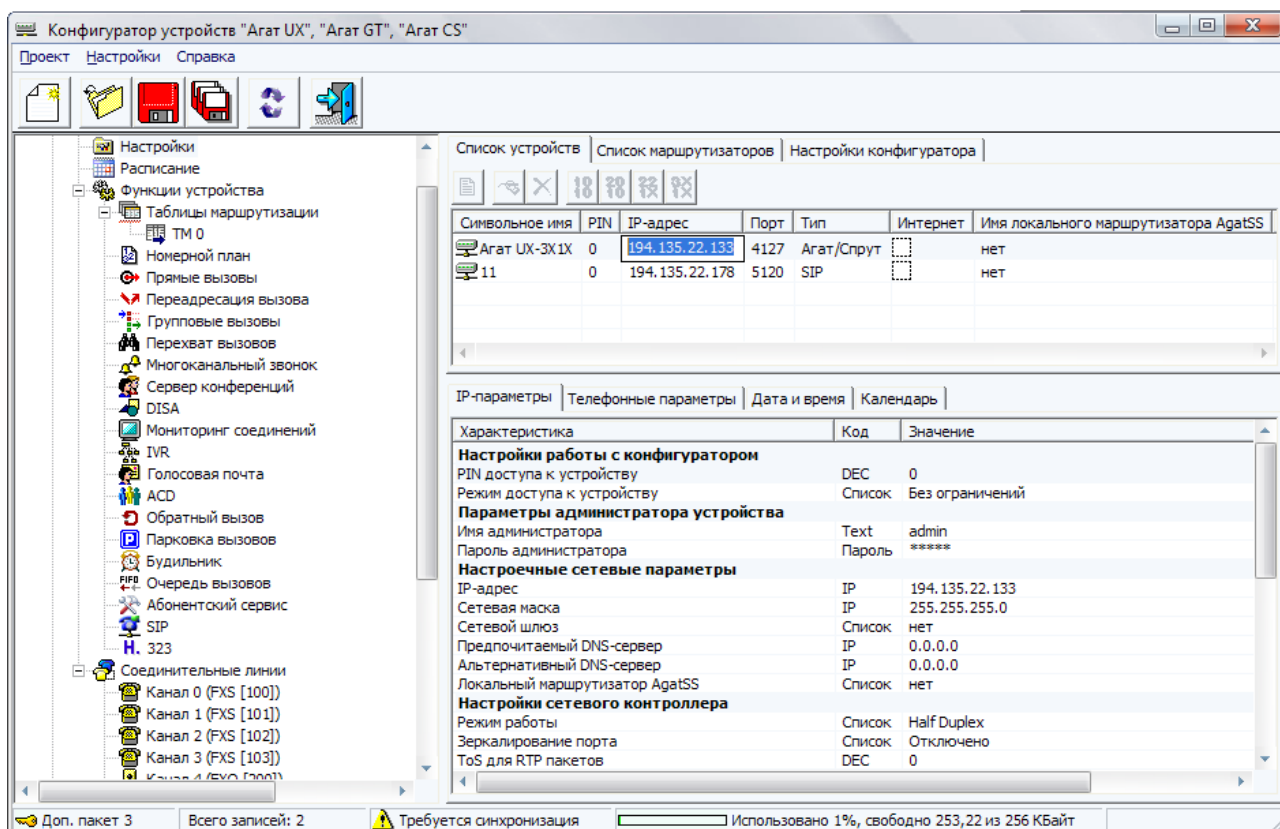 Конфигуратор устройств "Агат UX", "Агат GT", "Агат CS"
Проект Настройки Справка
Настройки
Расписание
Функции устройства
Таблицы маршрутизации
ТМ 0
Номерной план
Прямые вызовы
Переадресация вызова
Групповые вызовы
Перехват вызовов
Многоканальный звонок
Сервер конференций
DISA
Мониторинг соединений
IVR
Голосовая почта
ACD
Обратный вызов
Парковка вызовов
Будильник
FIFO Очередь вызовов
Абонентский сервис
SIP
H. 323
Соединительные линии
Канал 0 (FXS [100])
Канал 1 (FXS [101])
Канал 2 (FXS [102])
Канал 3 (FXS [103])
Канал 4 (FXO [200])
Список устройств Список маршрутизаторов Настройки конфигуратора
Символьное имя PIN IP-адрес Порт Тип Интернет Имя локального маршрутизатора AgatSS
Агат UX-3X1X 0 194.135.22.133 4127 Агат/Спрут нет
11 0 194.135.22.178 5120 SIP нет
IP-параметры Телефонные параметры Дата и время Календарь
Характеристика Код Значение
Настройки работы с конфигуратором
PIN доступа к устройству DEC 0
Режим доступа к устройству Список Без ограничений
Параметры администратора устройства
Имя администратора Text admin
Пароль администратора Пароль *****
Настроечные сетевые параметры
IP-адрес IP 194.135.22.133
Сетевая маска IP 255.255.255.0
Сетевой шлюз Список нет
Предпочитаемый DNS-сервер IP 0.0.0.0
Альтернативный DNS-сервер IP 0.0.0.0
Локальный маршрутизатор AgatSS Список нет
Настройки сетевого контроллера
Режим работы Список Half Duplex
Зеркалирование порта Список Отключено
ToS для RTP пакетов DEC 0
Доп. пакет 3 Всего записей: 2 Требуется синхронизация Использовано 1%, свободно 253,22 из 256 КБайт